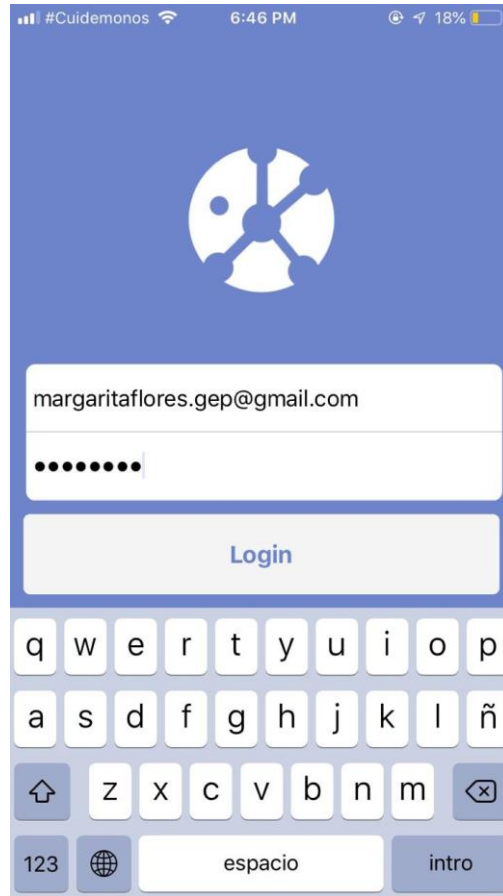 #Cuidemonos 6:46 PM 18%
margaritaflores.gep@gmail.com
••••••••
Login
q w e r t y u i o p
a s d f g h j k l ñ
z x c v b n m
123 espacio intro